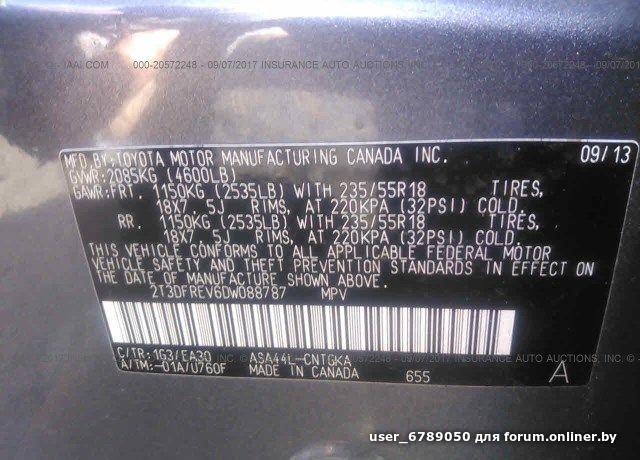 - IAAI.COM 000-20572248 - 09/07/2017 INSURANCE AUTO AUCTIONS, INC.
MFD.BY:TOYOTA MOTOR MANUFACTURING CANADA INC. 09/13
GVWR:2085KG (4600LB)
GAWR:FRT. 1150KG (2535LB) WITH 235/55R18 TIRES,
18X7 5J RIMS, AT 220KPA (32PSI) COLD.
RR. 1150KG (2535LB) WITH 235/55R18 TIRES,
18X7 5J RIMS, AT 220KPA (32PSI) COLD.
THIS VEHICLE CONFORMS TO ALL APPLICABLE FEDERAL MOTOR
VEHICLE SAFETY AND THEFT PREVENTION STANDARDS IN EFFECT ON
THE DATE OF MANUFACTURE SHOWN ABOVE.
2T3DFREV6DW088787 MPV
C/TR:1G3/EA30 ASA44L-CNTGKA
A/TM:-01A/U760F MADE IN CANADA 655 A
user_6789050 для forum.onliner.by